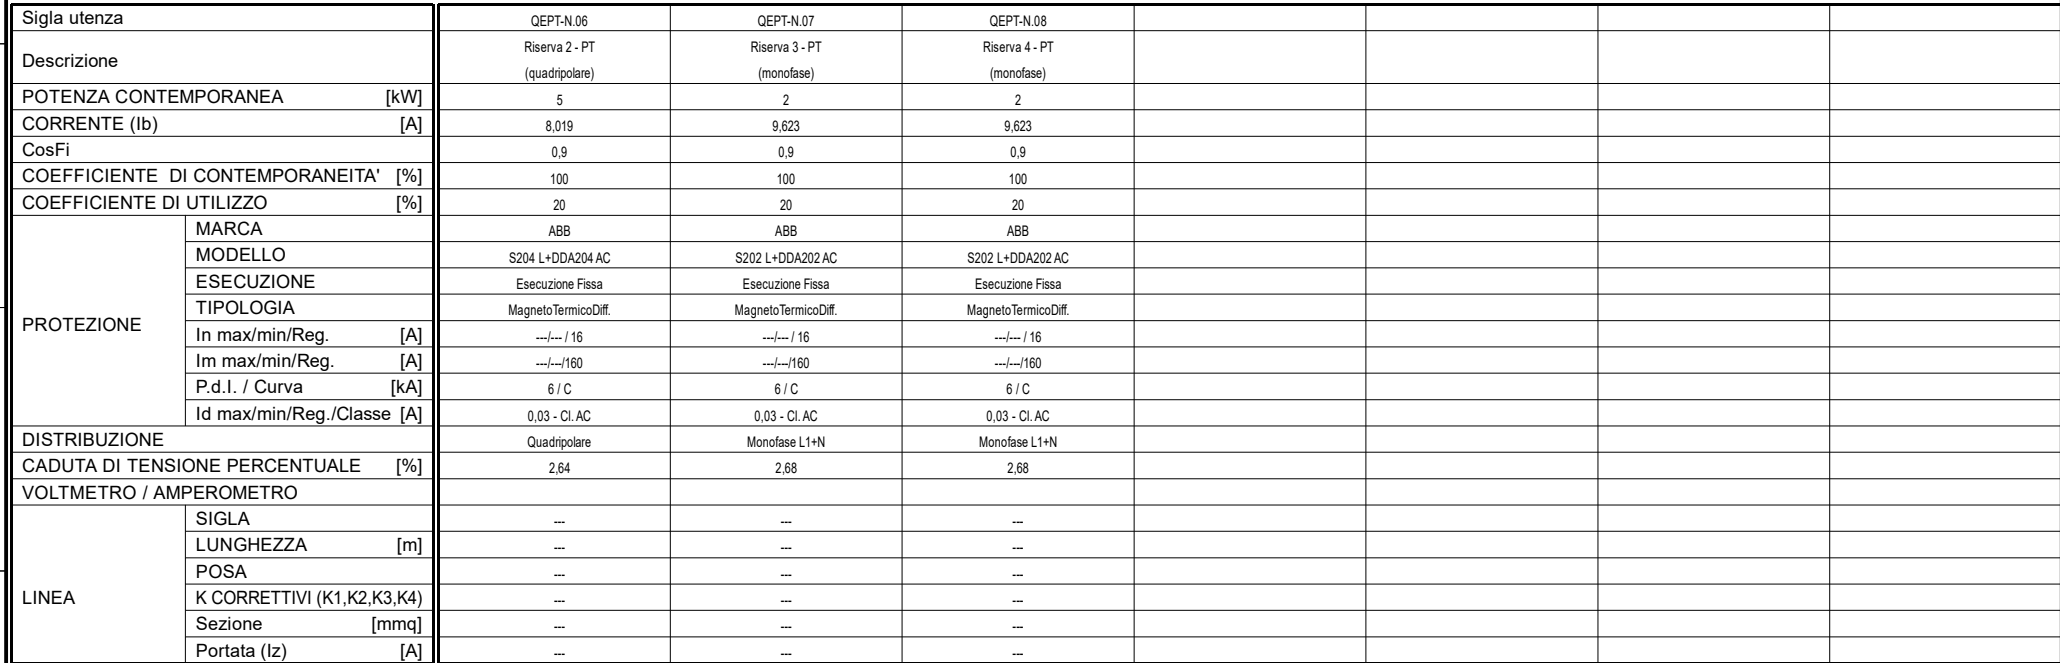 Sigla utenza QEPT-N.06 QEPT-N.07 QEPT-N.08
Descrizione Riserva 2 - PT Riserva 3 - PT Riserva 4 - PT
(quadripolare) (monofase) (monofase)
POTENZA CONTEMPORANEA [kW] 5 2 2
CORRENTE (Ib) [A] 8,019 9,623 9,623
CosFi 0,9 0,9 0,9
COEFFICIENTE DI CONTEMPORANEITA' [%] 100 100 100
COEFFICIENTE DI UTILIZZO [%] 20 20 20
PROTEZIONE
MARCA ABB ABB ABB
MODELLO S204 L+DDA204 AC S202 L+DDA202 AC S202 L+DDA202 AC
ESECUZIONE Esecuzione Fissa Esecuzione Fissa Esecuzione Fissa
TIPOLOGIA MagnetoTermicoDiff. MagnetoTermicoDiff. MagnetoTermicoDiff.
In max/min/Reg. [A] ---/--- / 16 ---/--- / 16 ---/--- / 16
Im max/min/Reg. [A] ---/---/160 ---/---/160 ---/---/160
P.d.I. / Curva [kA] 6 / C 6 / C 6 / C
Id max/min/Reg./Classe [A] 0,03 - Cl. AC 0,03 - Cl. AC 0,03 - Cl. AC
DISTRIBUZIONE Quadripolare Monofase L1+N Monofase L1+N
CADUTA DI TENSIONE PERCENTUALE [%] 2,64 2,68 2,68
VOLTMETRO / AMPEROMETRO
LINEA
SIGLA --- --- ---
LUNGHEZZA [m] --- --- ---
POSA --- --- ---
K CORRETTIVI (K1,K2,K3,K4) --- --- ---
Sezione [mmq] --- --- ---
Portata (Iz) [A] --- --- ---